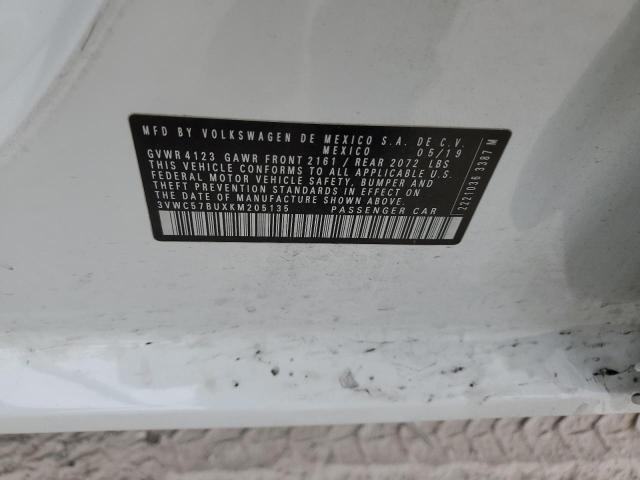 MFD BY VOLKSWAGEN DE MEXICO S.A. DE C.V.
MEXICO 05/19
GVWR 4123 GAWR FRONT 2161 / REAR 2072 LBS
THIS VEHICLE CONFORMS TO ALL APPLICABLE U.S.
FEDERAL MOTOR VEHICLE SAFETY, BUMPER AND
THEFT PREVENTION STANDARDS IN EFFECT
ON THE DATE OF MANUFACTURE SHOWN ABOVE.
3VWC57BUXKM205135 PASSENGER CAR
2221036 3387 M